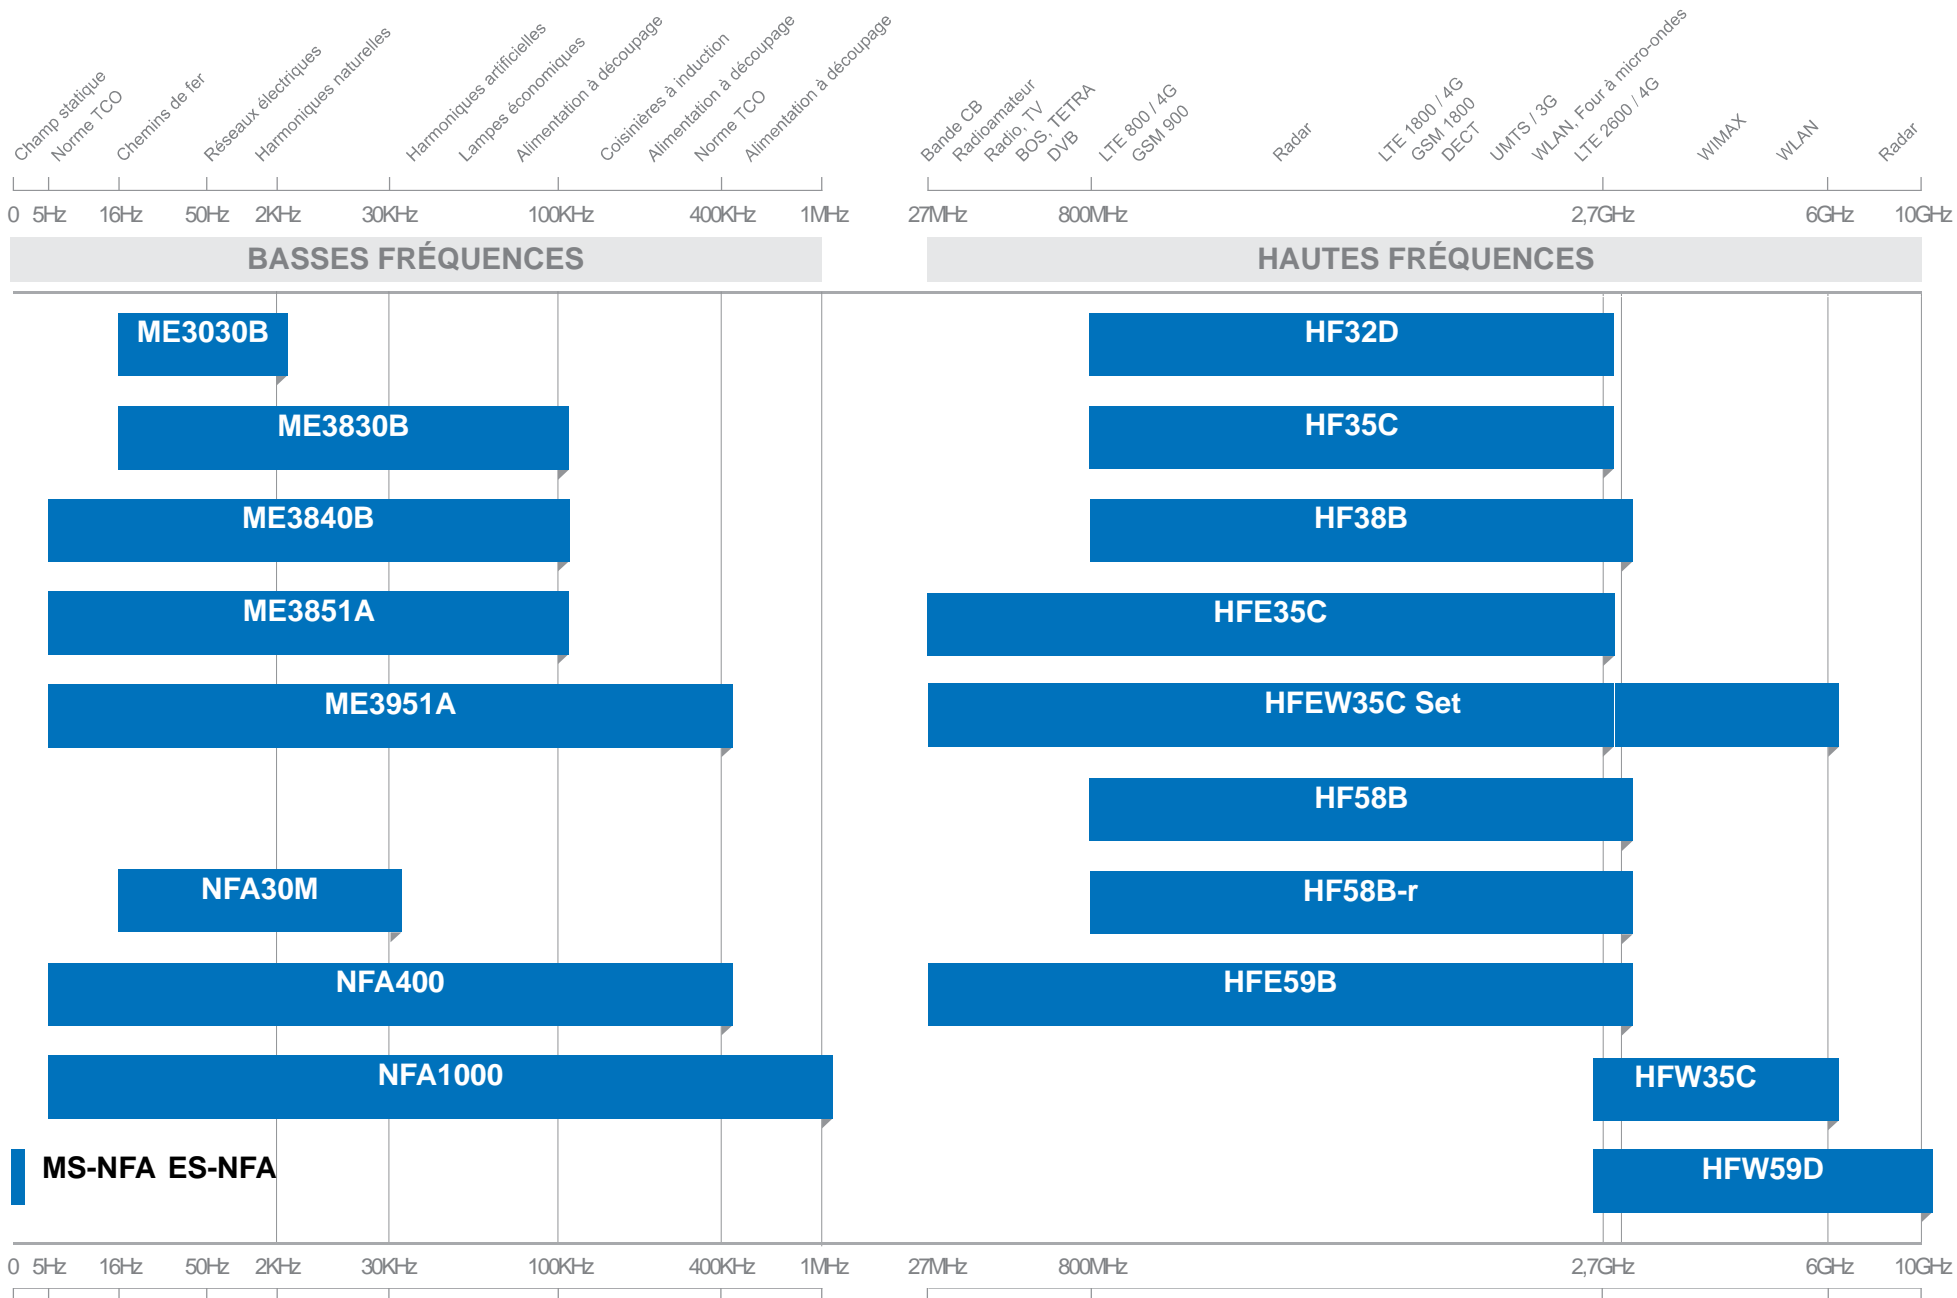 Champ statique
Norme TCO
Chemins de fer
Réseaux électriques
Harmoniques naturelles
Harmoniques artificielles
Lampes économiques
Alimentation à découpage
Coisinières à induction
Alimentation à découpage
Norme TCO
Alimentation à découpage
Bande CB
Radioamateur
Radio, TV
BOS, TETRA
DVB
LTE 800 / 4G
GSM 900
Radar
LTE 1800 / 4G
GSM 1800
DECT
UMTS / 3G
WLAN, Four à micro-ondes
LTE 2600 / 4G
WIMAX
WLAN
Radar
0 5Hz 16Hz 50Hz 2KHz 30KHz 100KHz 400KHz 1MHz 27MHz 800MHz 2,7GHz 6GHz 10GHz
BASSES FRÉQUENCES HAUTES FRÉQUENCES
ME3030B HF32D
ME3830B HF35C
ME3840B HF38B
ME3851A HFE35C
ME3951A HFEW35C Set
HF58B
NFA30M HF58B-r
NFA400 HFE59B
NFA1000 HFW35C
MS-NFA ES-NFA HFW59D
0 5Hz 16Hz 50Hz 2KHz 30KHz 100KHz 400KHz 1MHz 27MHz 800MHz 2,7GHz 6GHz 10GHz